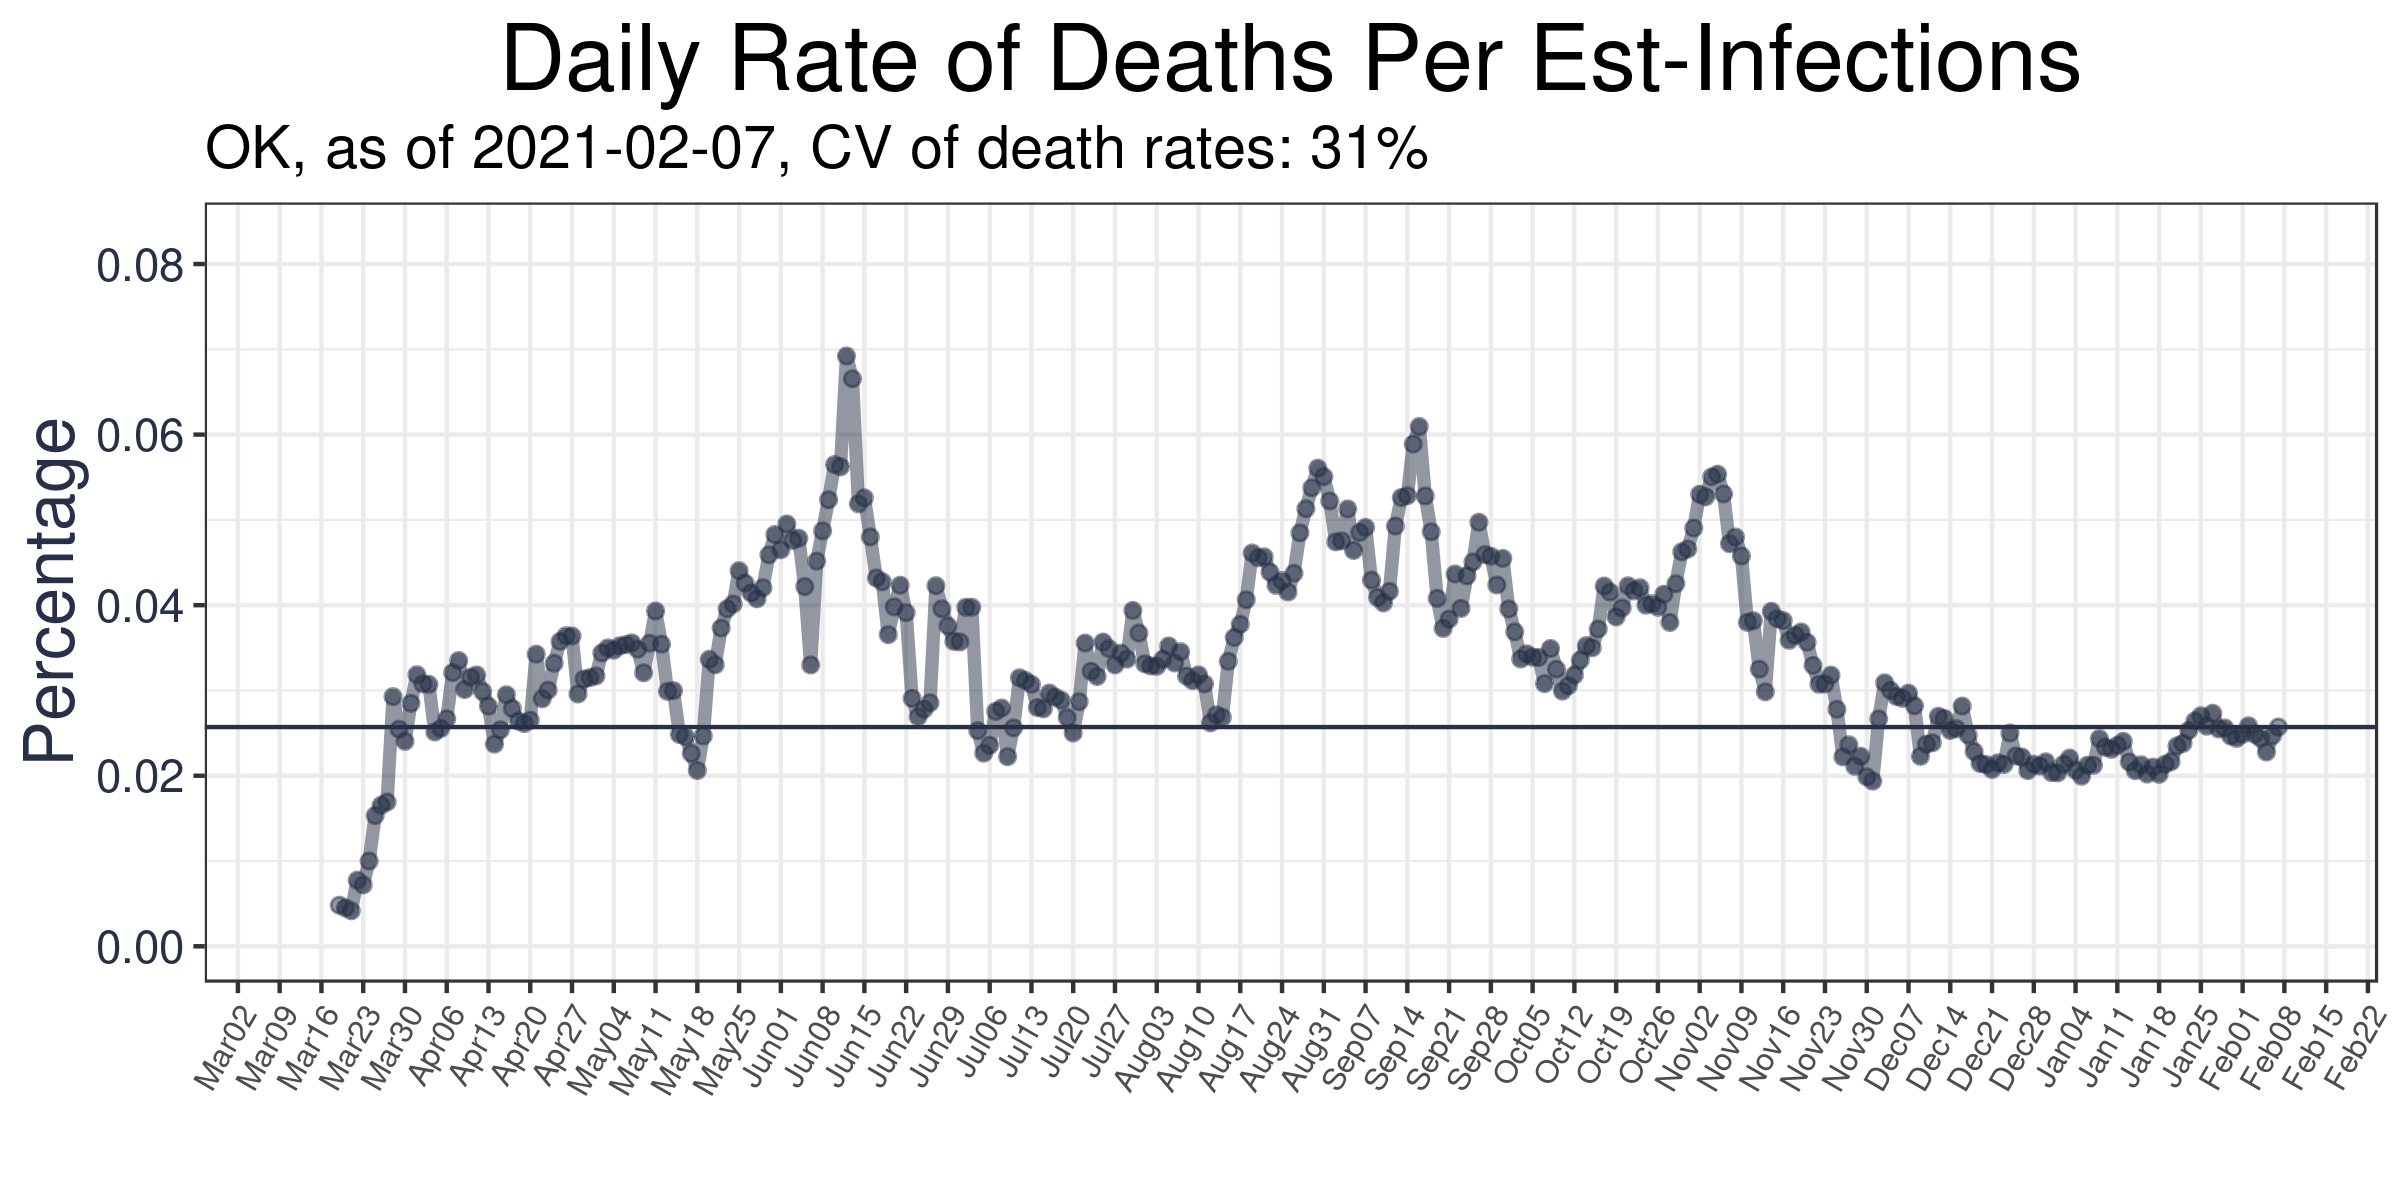 Daily Rate of Deaths Per Est-Infections
OK, as of 2021-02-07, CV of death rates: 31%
Percentage
0.08
0.06
0.04
0.02
0.00
Mar02 Mar09 Mar16 Mar23 Mar30 Apr06 Apr13 Apr20 Apr27 May04 May11 May18 May25 Jun01 Jun08 Jun15 Jun22 Jun29 Jul06 Jul13 Jul20 Jul27 Aug03 Aug10 Aug17 Aug24 Aug31 Sep07 Sep14 Sep21 Sep28 Oct05 Oct12 Oct19 Oct26 Nov02 Nov09 Nov16 Nov23 Nov30 Dec07 Dec14 Dec21 Dec28 Jan04 Jan11 Jan18 Jan25 Feb01 Feb08 Feb15 Feb22